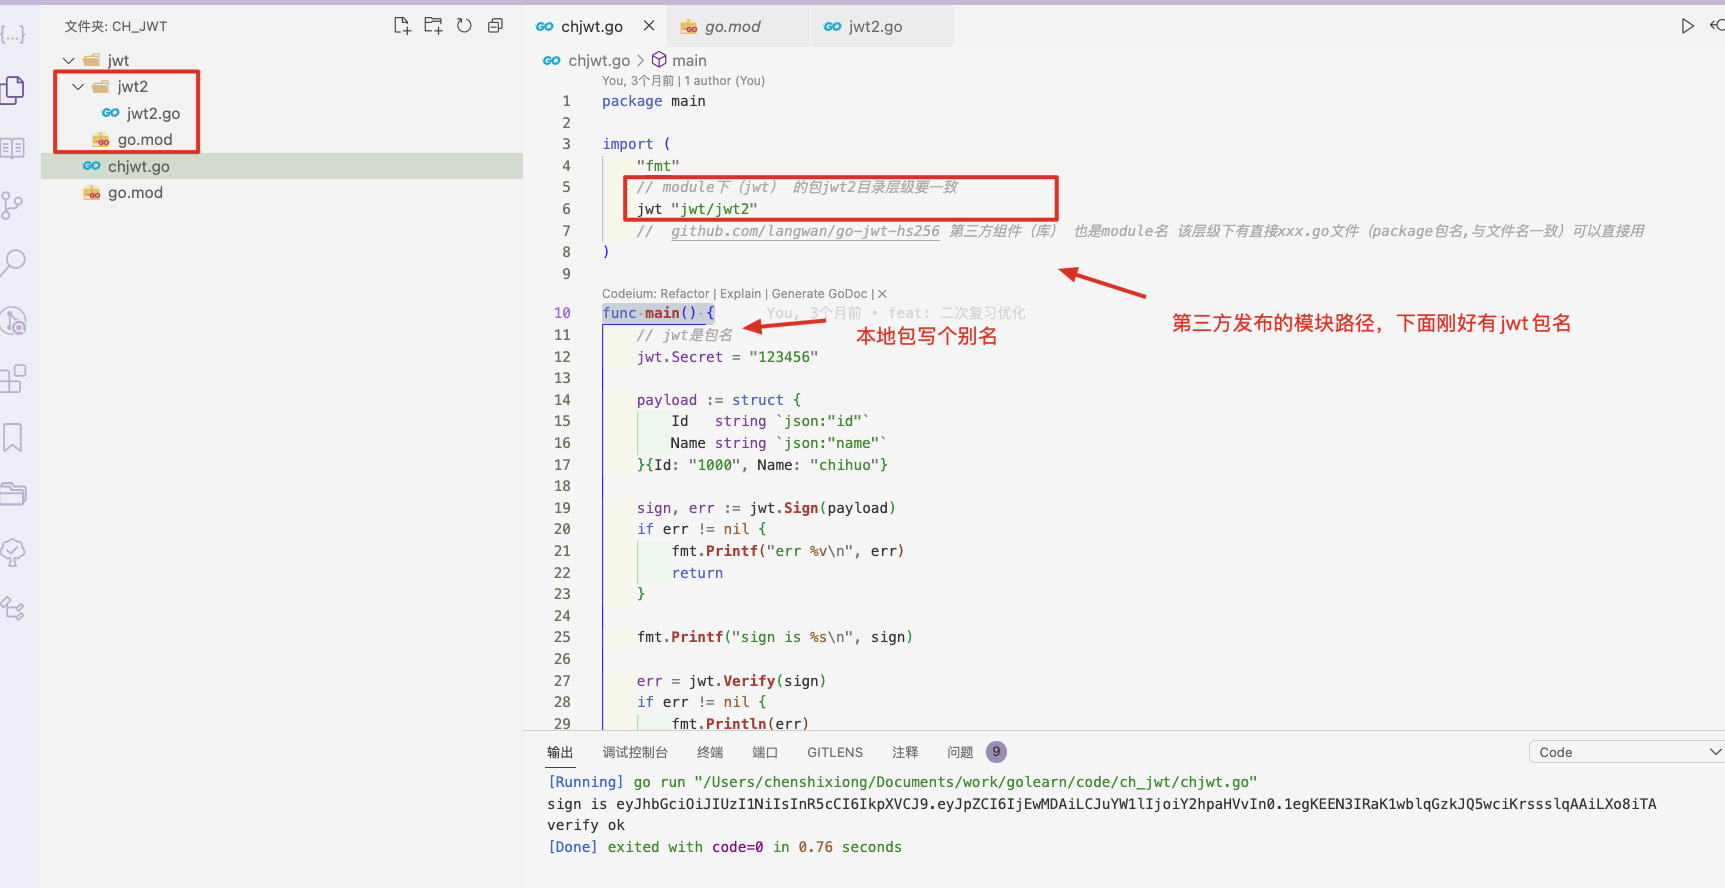 文件夹: CH_JWT
jwt
jwt2
jwt2.go
go.mod
chjwt.go
go.mod
chjwt.go
go.mod
jwt2.go
chjwt.go > main
You, 3个月前 | 1 author (You)
1 package main
2
3 import (
4 "fmt"
5 // module下（jwt） 的包jwt2目录层级要一致
6 jwt "jwt/jwt2"
7 // github.com/langwan/go-jwt-hs256 第三方组件（库） 也是module名 该层级下有直接xxx.go文件（package包名,与文件名一致）可以直接用
8 )
9
Codeium: Refactor | Explain | Generate GoDoc | ×
10 func main() { You, 3个月前 • feat: 二次复习优化
11 // jwt是包名
本地包写个别名
第三方发布的模块路径，下面刚好有jwt包名
12 jwt.Secret = "123456"
13
14 payload := struct {
15 Id string `json:"id"`
16 Name string `json:"name"`
17 }{Id: "1000", Name: "chihuo"}
18
19 sign, err := jwt.Sign(payload)
20 if err != nil {
21 fmt.Printf("err %v\n", err)
22 return
23 }
24
25 fmt.Printf("sign is %s\n", sign)
26
27 err = jwt.Verify(sign)
28 if err != nil {
29 fmt.Println(err)
输出 调试控制台 终端 端口 GITLENS 注释 问题 9
Code
[Running] go run "/Users/chenshixiong/Documents/work/golearn/code/ch_jwt/chjwt.go"
sign is eyJhbGciOiJIUzI1NiIsInR5cCI6IkpXVCJ9.eyJpZCI6IjEwMDAiLCJuYW1lIjoiY2hpaHVvIn0.1egKEEN3IRaK1wblqGzkJQ5wciKrssslqAAiLXo8iTA
verify ok
[Done] exited with code=0 in 0.76 seconds